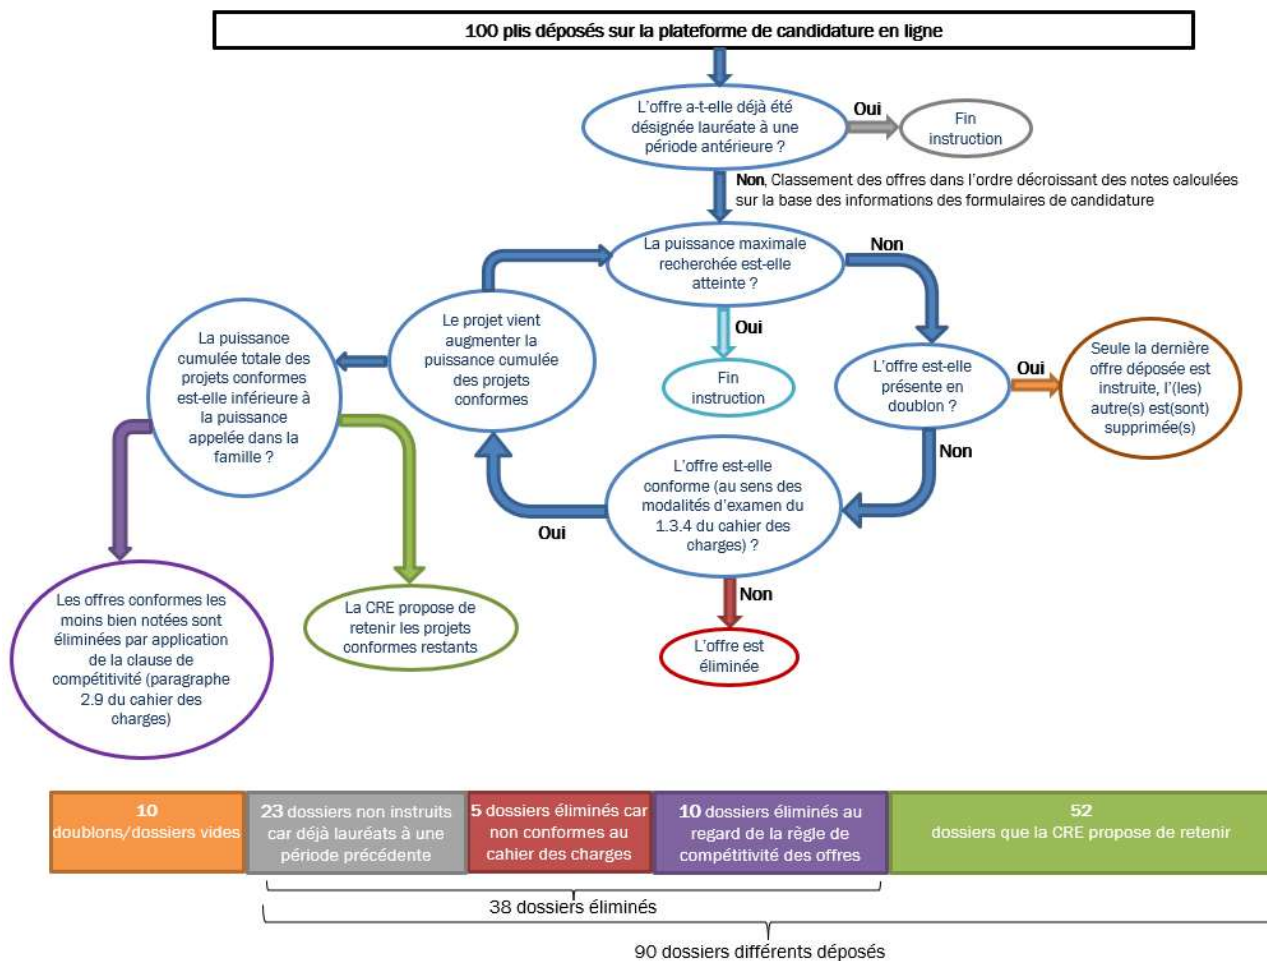 100 plis déposés sur la plateforme de candidature en ligne
L'offre a-t-elle déjà été
désignée lauréate à une
période antérieure ?
Oui
Fin
instruction
Non, Classement des offres dans l'ordre décroissant des notes calculées
sur la base des informations des formulaires de candidature
La puissance maximale
recherchée est-elle
atteinte ?
Non
Oui
Fin
instruction
L'offre est-elle
présente en
doublon ?
Oui
Seule la dernière
offre déposée est
instruite, l'(les)
autre(s) est(sont)
supprimée(s)
Non
L'offre est-elle
conforme (au sens des
modalités d'examen du
1.3.4 du cahier des
charges) ?
Non
L'offre est
éliminée
Oui
Le projet vient
augmenter la
puissance cumulée
des projets
conformes
La puissance
cumulée totale des
projets conformes
est-elle inférieure à
la puissance
appelée dans la
famille ?
Les offres conformes les
moins bien notées sont
éliminées par application
de la clause de
compétitivité (paragraphe
2.9 du cahier des
charges)
La CRE propose de
retenir les projets
conformes restants
10
doublons/dossiers vides
23 dossiers non instruits
car déjà lauréats à une
période précédente
5 dossiers éliminés car
non conformes au
cahier des charges
10 dossiers éliminés au
regard de la règle de
compétitivité des offres
52
dossiers que la CRE propose de retenir
38 dossiers éliminés
90 dossiers différents déposés